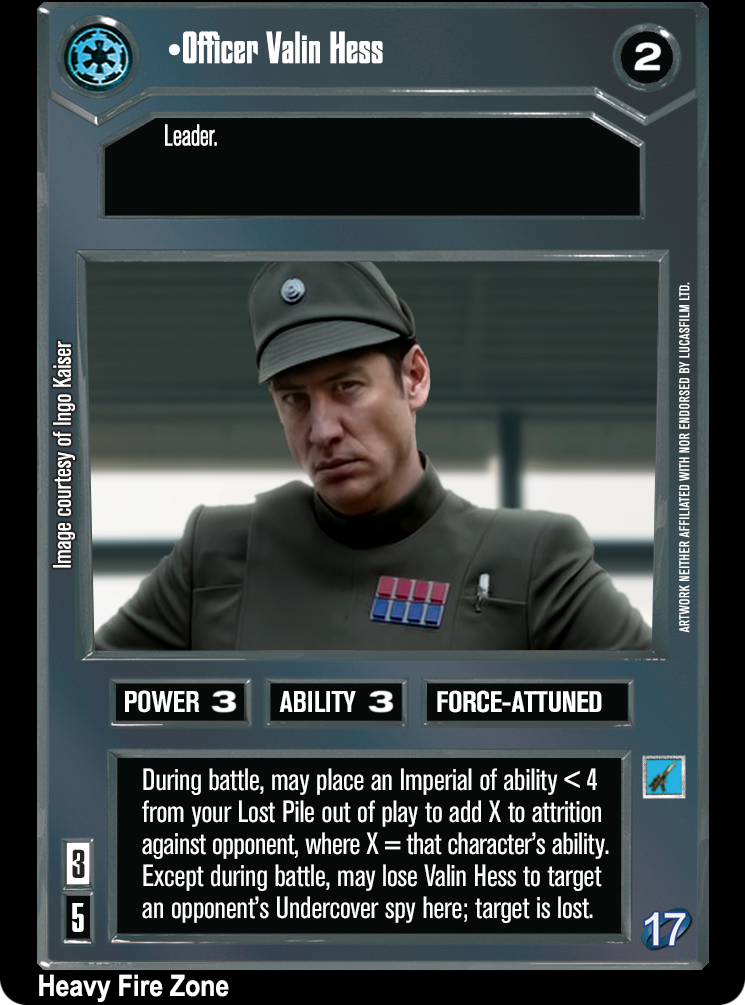 •Officer Valin Hess
2
Leader.
Image courtesy of Ingo Kaiser
ARTWORK NEITHER AFFILIATED WITH NOR ENDORSED BY LUCASFILM LTD.
POWER 3
ABILITY 3
FORCE-ATTUNED
During battle, may place an Imperial of ability < 4
from your Lost Pile out of play to add X to attrition
against opponent, where X = that character's ability.
Except during battle, may lose Valin Hess to target
an opponent's Undercover spy here; target is lost.
3
5
17
Heavy Fire Zone